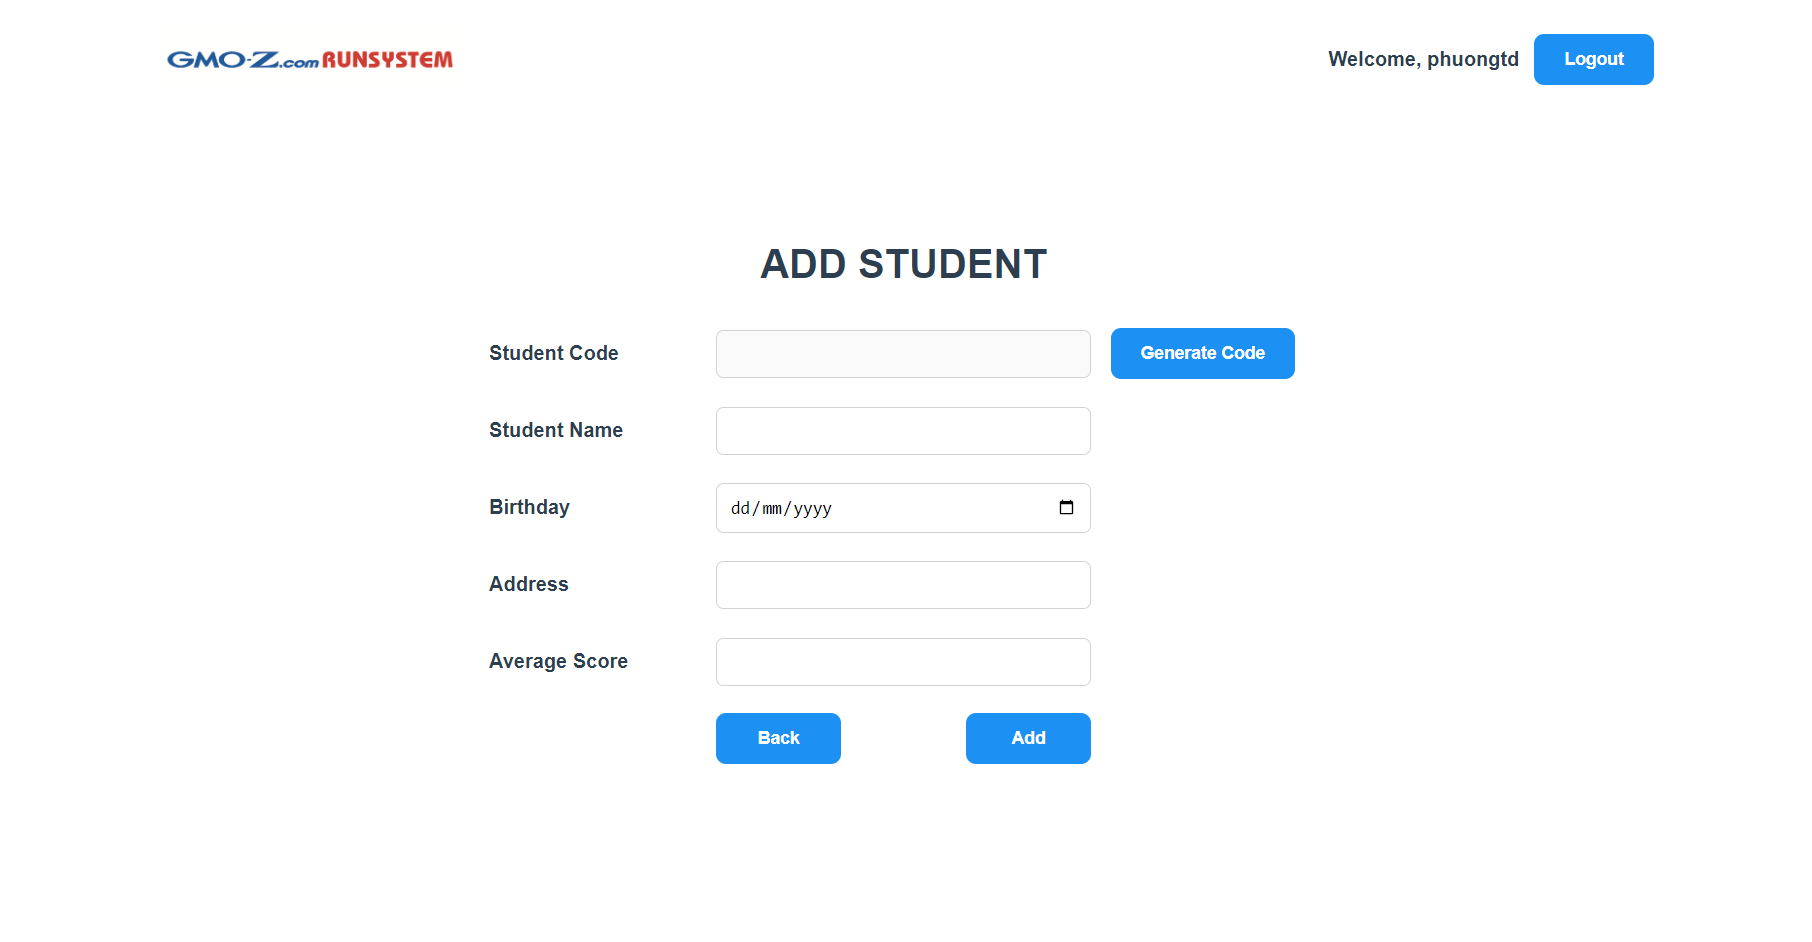 GMO-Z.com RUNSYSTEM
Welcome, phuongtd
Logout
ADD STUDENT
Student Code
Generate Code
Student Name
Birthday
dd/mm/yyyy
Address
Average Score
Back
Add